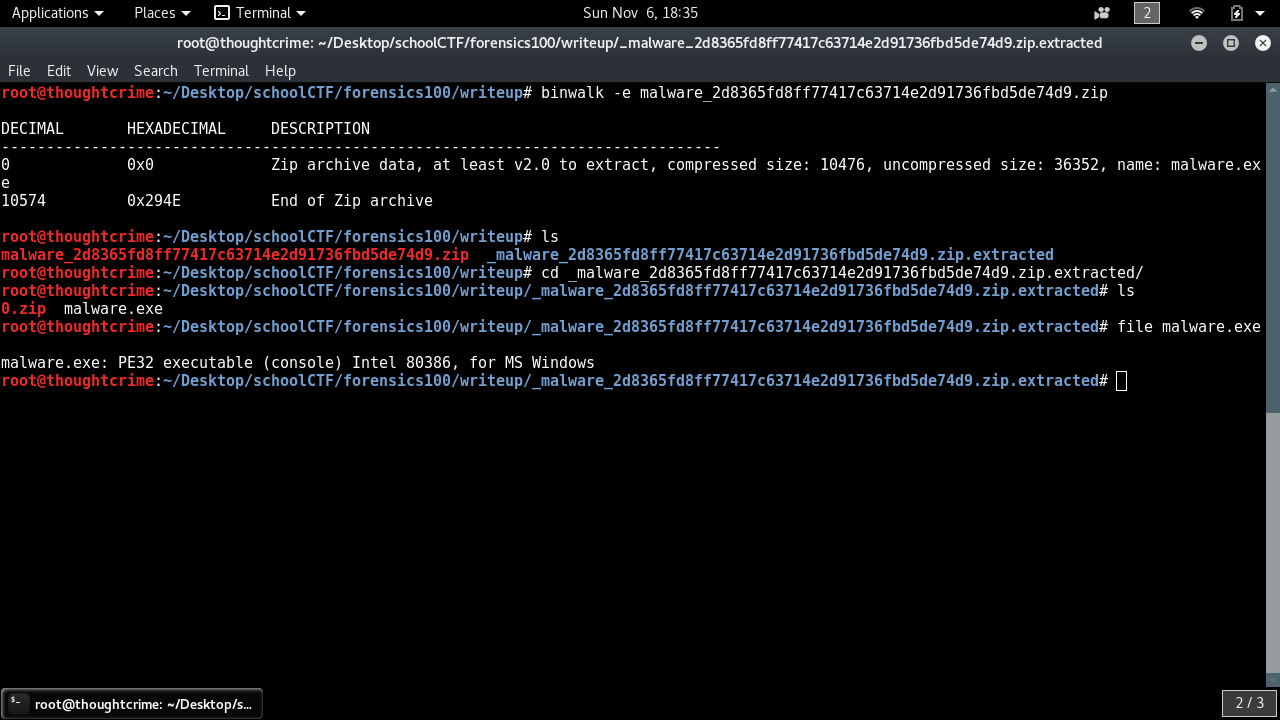 Applications Places Terminal Sun Nov 6, 18:35 2
root@thoughtcrime: ~/Desktop/schoolCTF/forensics100/writeup/_malware_2d8365fd8ff77417c63714e2d91736fbd5de74d9.zip.extracted
File Edit View Search Terminal Help
root@thoughtcrime:~/Desktop/schoolCTF/forensics100/writeup# binwalk -e malware_2d8365fd8ff77417c63714e2d91736fbd5de74d9.zip
DECIMAL HEXADECIMAL DESCRIPTION
--------------------------------------------------------------------------------
0 0x0 Zip archive data, at least v2.0 to extract, compressed size: 10476, uncompressed size: 36352, name: malware.ex
e
10574 0x294E End of Zip archive
root@thoughtcrime:~/Desktop/schoolCTF/forensics100/writeup# ls
malware_2d8365fd8ff77417c63714e2d91736fbd5de74d9.zip _malware_2d8365fd8ff77417c63714e2d91736fbd5de74d9.zip.extracted
root@thoughtcrime:~/Desktop/schoolCTF/forensics100/writeup# cd _malware_2d8365fd8ff77417c63714e2d91736fbd5de74d9.zip.extracted/
root@thoughtcrime:~/Desktop/schoolCTF/forensics100/writeup/_malware_2d8365fd8ff77417c63714e2d91736fbd5de74d9.zip.extracted# ls
0.zip malware.exe
root@thoughtcrime:~/Desktop/schoolCTF/forensics100/writeup/_malware_2d8365fd8ff77417c63714e2d91736fbd5de74d9.zip.extracted# file malware.exe
malware.exe: PE32 executable (console) Intel 80386, for MS Windows
root@thoughtcrime:~/Desktop/schoolCTF/forensics100/writeup/_malware_2d8365fd8ff77417c63714e2d91736fbd5de74d9.zip.extracted#
root@thoughtcrime: ~/Desktop/s... 2 / 3